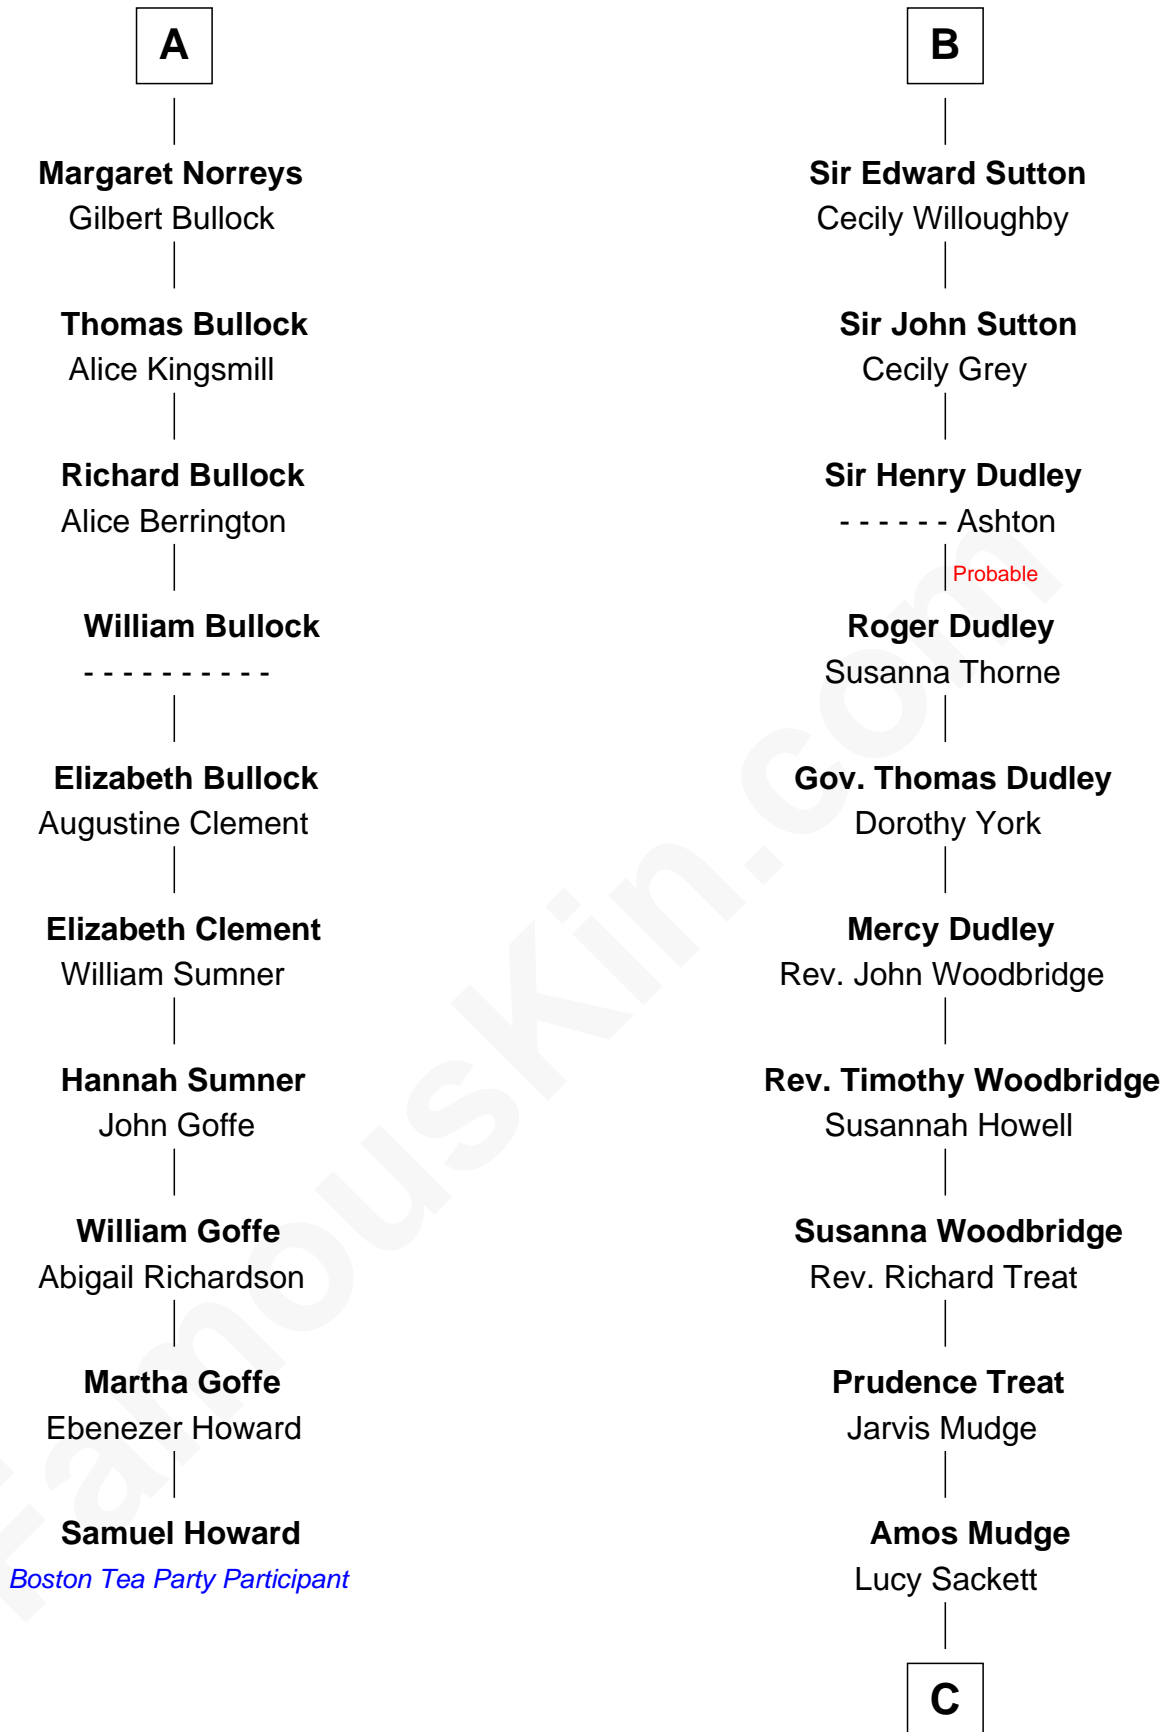 A
Margaret Norreys
Gilbert Bullock
Thomas Bullock
Alice Kingsmill
Richard Bullock
Alice Berrington
William Bullock
- - - - - - - - - -
Elizabeth Bullock
Augustine Clement
Elizabeth Clement
William Sumner
Hannah Sumner
John Goffe
William Goffe
Abigail Richardson
Martha Goffe
Ebenezer Howard
Samuel Howard
Boston Tea Party Participant
B
Sir Edward Sutton
Cecily Willoughby
Sir John Sutton
Cecily Grey
Sir Henry Dudley
- - - - - - Ashton
Probable
Roger Dudley
Susanna Thorne
Gov. Thomas Dudley
Dorothy York
Mercy Dudley
Rev. John Woodbridge
Rev. Timothy Woodbridge
Susannah Howell
Susanna Woodbridge
Rev. Richard Treat
Prudence Treat
Jarvis Mudge
Amos Mudge
Lucy Sackett
C
FamousKin.com